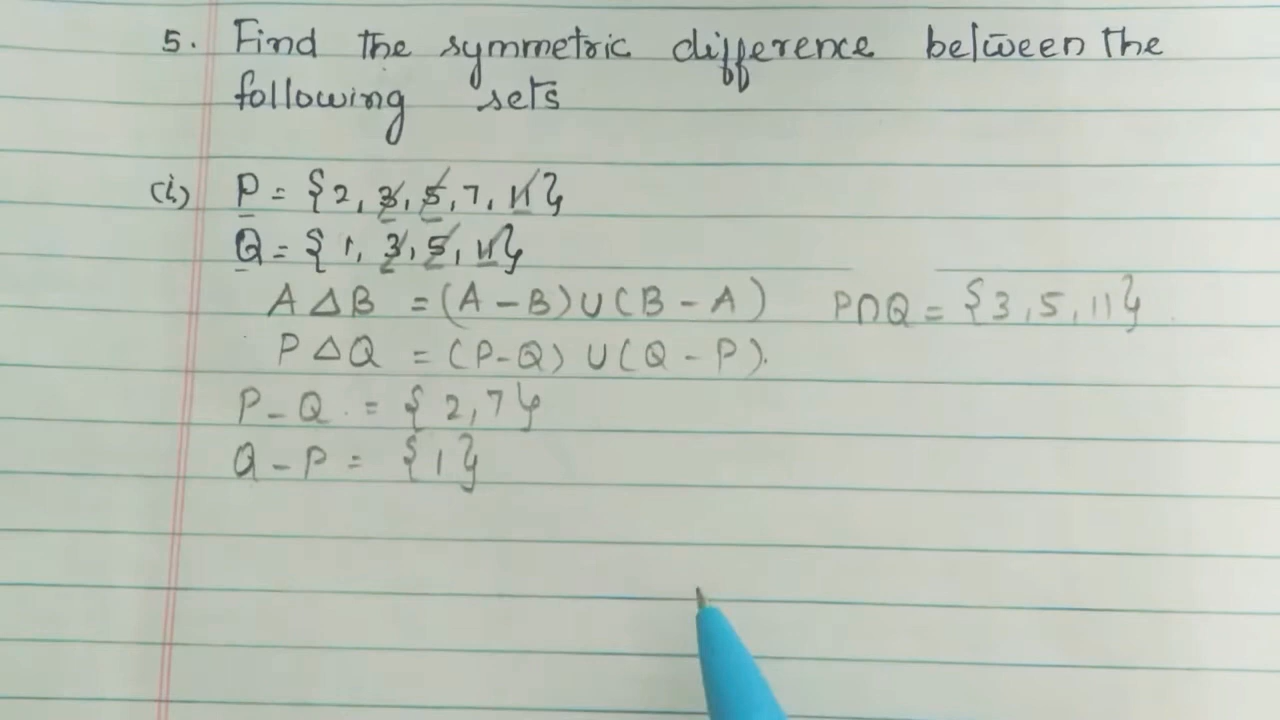 5. Find the symmetric difference between the
following sets
(i) P = {2, 3, 5, 7, 11}
Q = {1, 3, 5, 11}
A △ B = (A - B) ∪ (B - A) P∩Q = {3, 5, 11}.
P △ Q = (P-Q) ∪ (Q - P).
P - Q = {2, 7}
Q - P = {1}